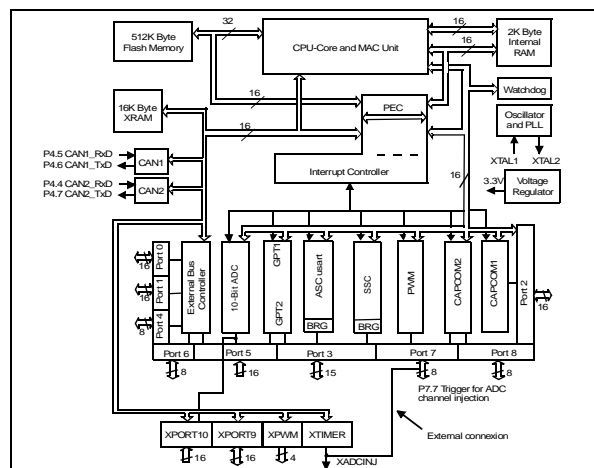 32
16
512K Byte
Flash Memory
CPU-Core and MAC Unit
16
2K Byte
Internal
RAM
Watchdog
16
PEC
16K Byte
XRAM
16
Oscillator
and PLL
XTAL1
XTAL2
P4.5 CAN1_RxD
P4.6 CAN1_TxD
CAN1
Interrupt Controller
16
3.3V
Voltage
Regulator
P4.4 CAN2_RxD
P4.7 CAN2_TxD
CAN2
Port 0
16
Port 1
16
Port 4
8
External Bus
Controller
10-Bit ADC
GPT1
GPT2
ASC usart
BRG
SSC
BRG
PWM
CAPCOM2
CAPCOM1
Port 2
16
Port 6
Port 5
Port 3
Port 7
Port 8
8
16
15
8
8
P7.7 Trigger for ADC
channel injection
External connexion
XPORT10
XPORT9
XPWM
XTIMER
16
16
4
XADCINJ